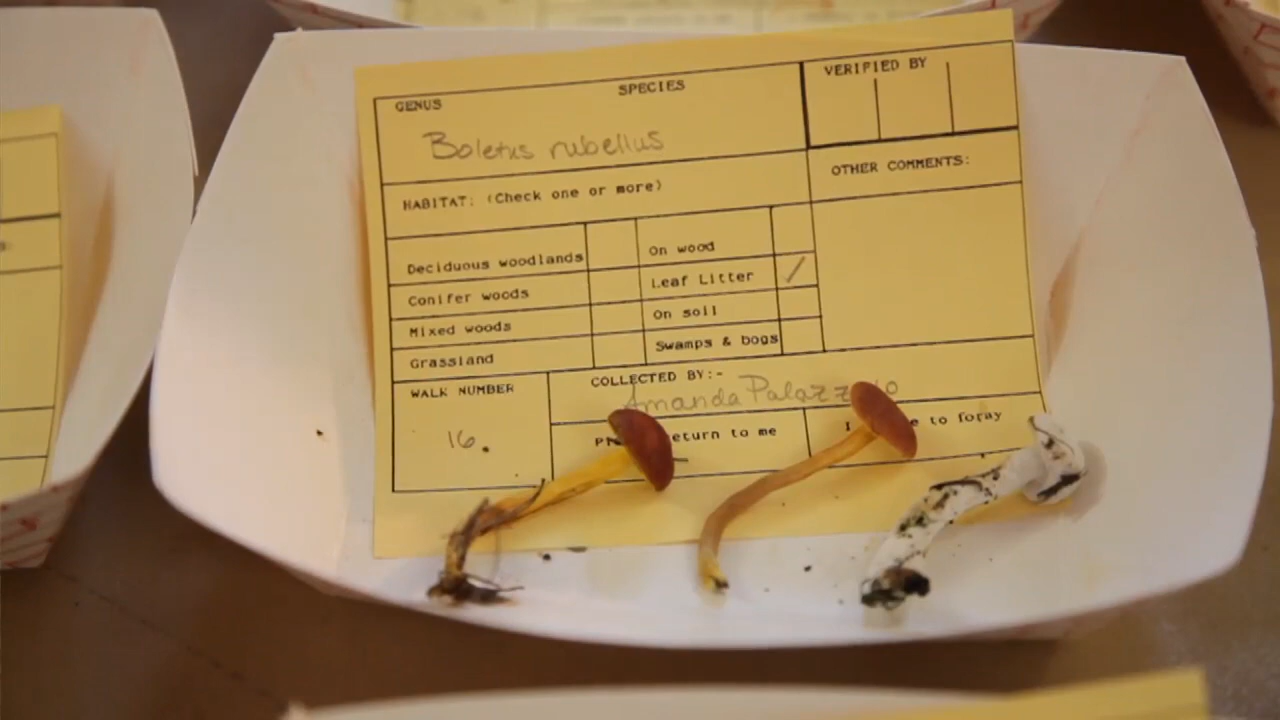 GENUS SPECIES
Boletus rubellus
VERIFIED BY
HABITAT: (Check one or more)
OTHER COMMENTS:
Deciduous woodlands On wood
Conifer woods Leaf Litter /
Mixed woods On soil
Grassland Swamps & bogs
WALK NUMBER
16.
COLLECTED BY:-
Amanda
return to me
to foray